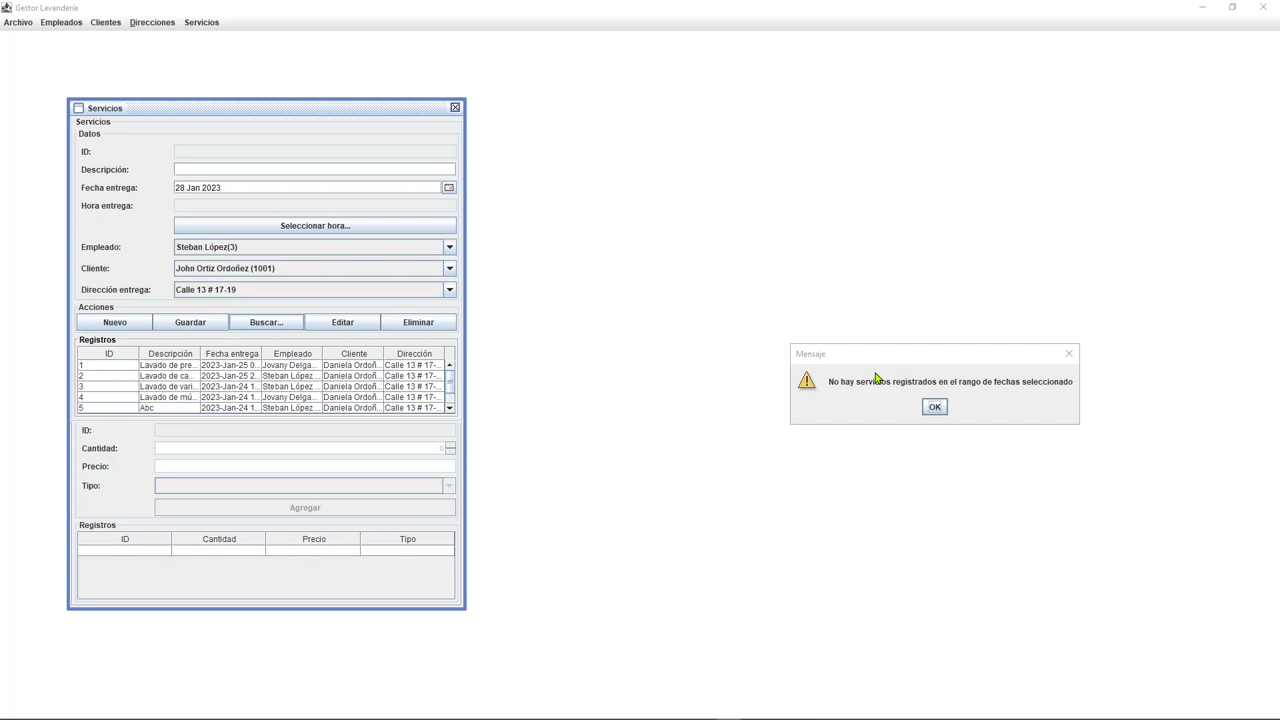 Gestor Lavandería
Archivo Empleados Clientes Direcciones Servicios
Servicios
Servicios
Datos
ID:
Descripción:
Fecha entrega: 28 Jan 2023
Hora entrega:
Seleccionar hora...
Empleado: Steban López(3)
Cliente: John Ortiz Ordoñez (1001)
Dirección entrega: Calle 13 # 17-19
Acciones
Nuevo Guardar Buscar... Editar Eliminar
Registros
ID Descripción Fecha entrega Empleado Cliente Dirección
1 Lavado de pre... 2023-Jan-25 0... Jovany Delga... Daniela Ordoñ... Calle 13 # 17-...
2 Lavado de ca... 2023-Jan-25 2... Steban López ... Daniela Ordoñ... Calle 13 # 17-...
3 Lavado de vari... 2023-Jan-24 1... Steban López ... Daniela Ordoñ... Calle 13 # 17-...
4 Lavado de mú... 2023-Jan-24 1... Jovany Delga... Daniela Ordoñ... Calle 13 # 17-...
5 Abc 2023-Jan-24 1... Steban López ... Daniela Ordoñ... Calle 13 # 17-...
ID:
Cantidad: 0
Precio:
Tipo:
Agregar
Registros
ID Cantidad Precio Tipo
Mensaje
No hay servicios registrados en el rango de fechas seleccionado
OK